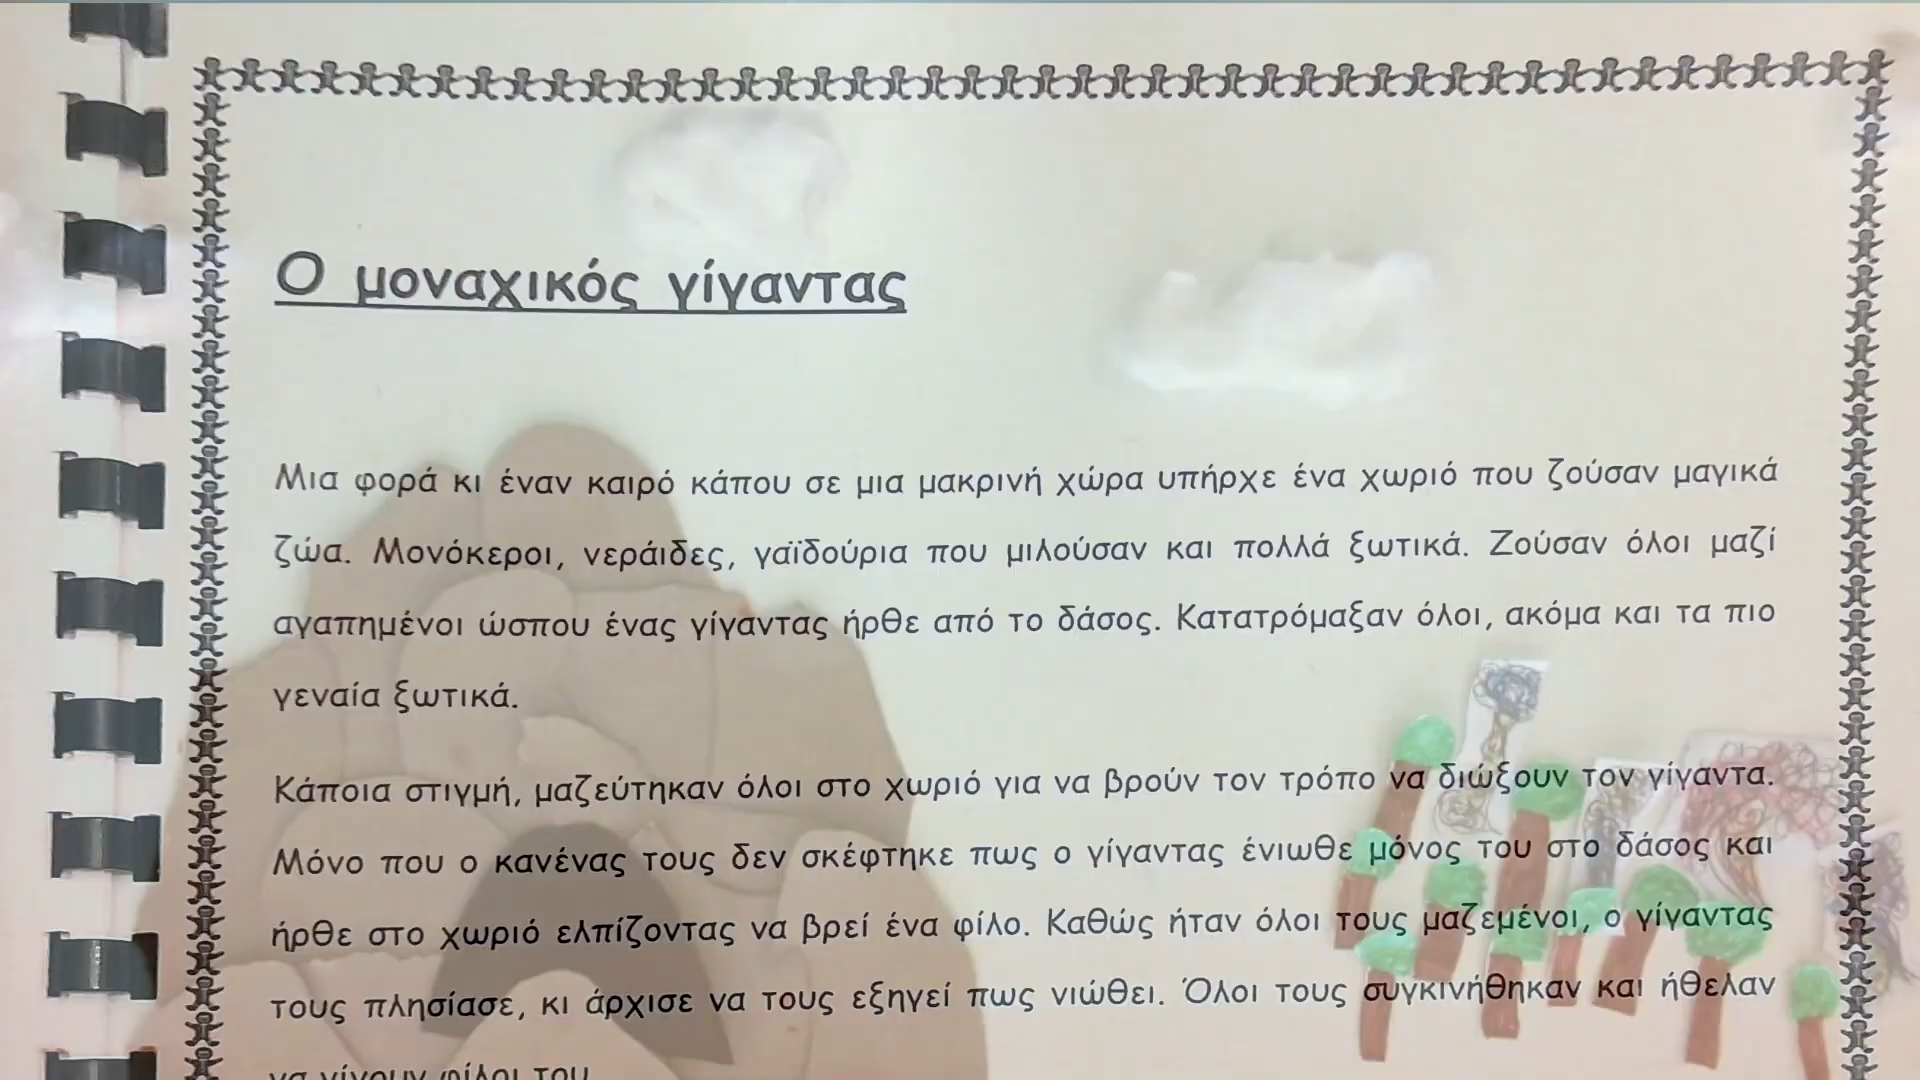 Ο μοναχικός γίγαντας
Μια φορά κι έναν καιρό κάπου σε μια μακρινή χώρα υπήρχε ένα χωριό που ζούσαν μαγικά
ζώα. Μονόκεροι, νεράιδες, γαϊδούρια που μιλούσαν και πολλά ξωτικά. Ζούσαν όλοι μαζί
αγαπημένοι ώσπου ένας γίγαντας ήρθε από το δάσος. Κατατρόμαξαν όλοι, ακόμα και τα πιο
γεναία ξωτικά.
Κάποια στιγμή, μαζεύτηκαν όλοι στο χωριό για να βρούν τον τρόπο να διώξουν τον γίγαντα.
Μόνο που ο κανένας τους δεν σκέφτηκε πως ο γίγαντας ένιωθε μόνος του στο δάσος και
ήρθε στο χωριό ελπίζοντας να βρεί ένα φίλο. Καθώς ήταν όλοι τους μαζεμένοι, ο γίγαντας
τους πλησίασε, κι άρχισε να τους εξηγεί πως νιώθει. Όλοι τους συγκινήθηκαν και ήθελαν
να γίνουν φίλοι του